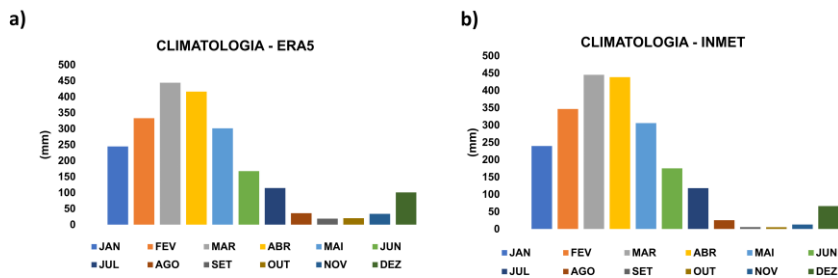 a)
CLIMATOLOGIA - ERA5
500
450
400
350
300
250
200
150
100
50
0
(mm)
JAN FEV MAR ABR MAI JUN
JUL AGO SET OUT NOV DEZ
b)
CLIMATOLOGIA - INMET
500
450
400
350
300
250
200
150
100
50
0
(mm)
JAN FEV MAR ABR MAI JUN
JUL AGO SET OUT NOV DEZ